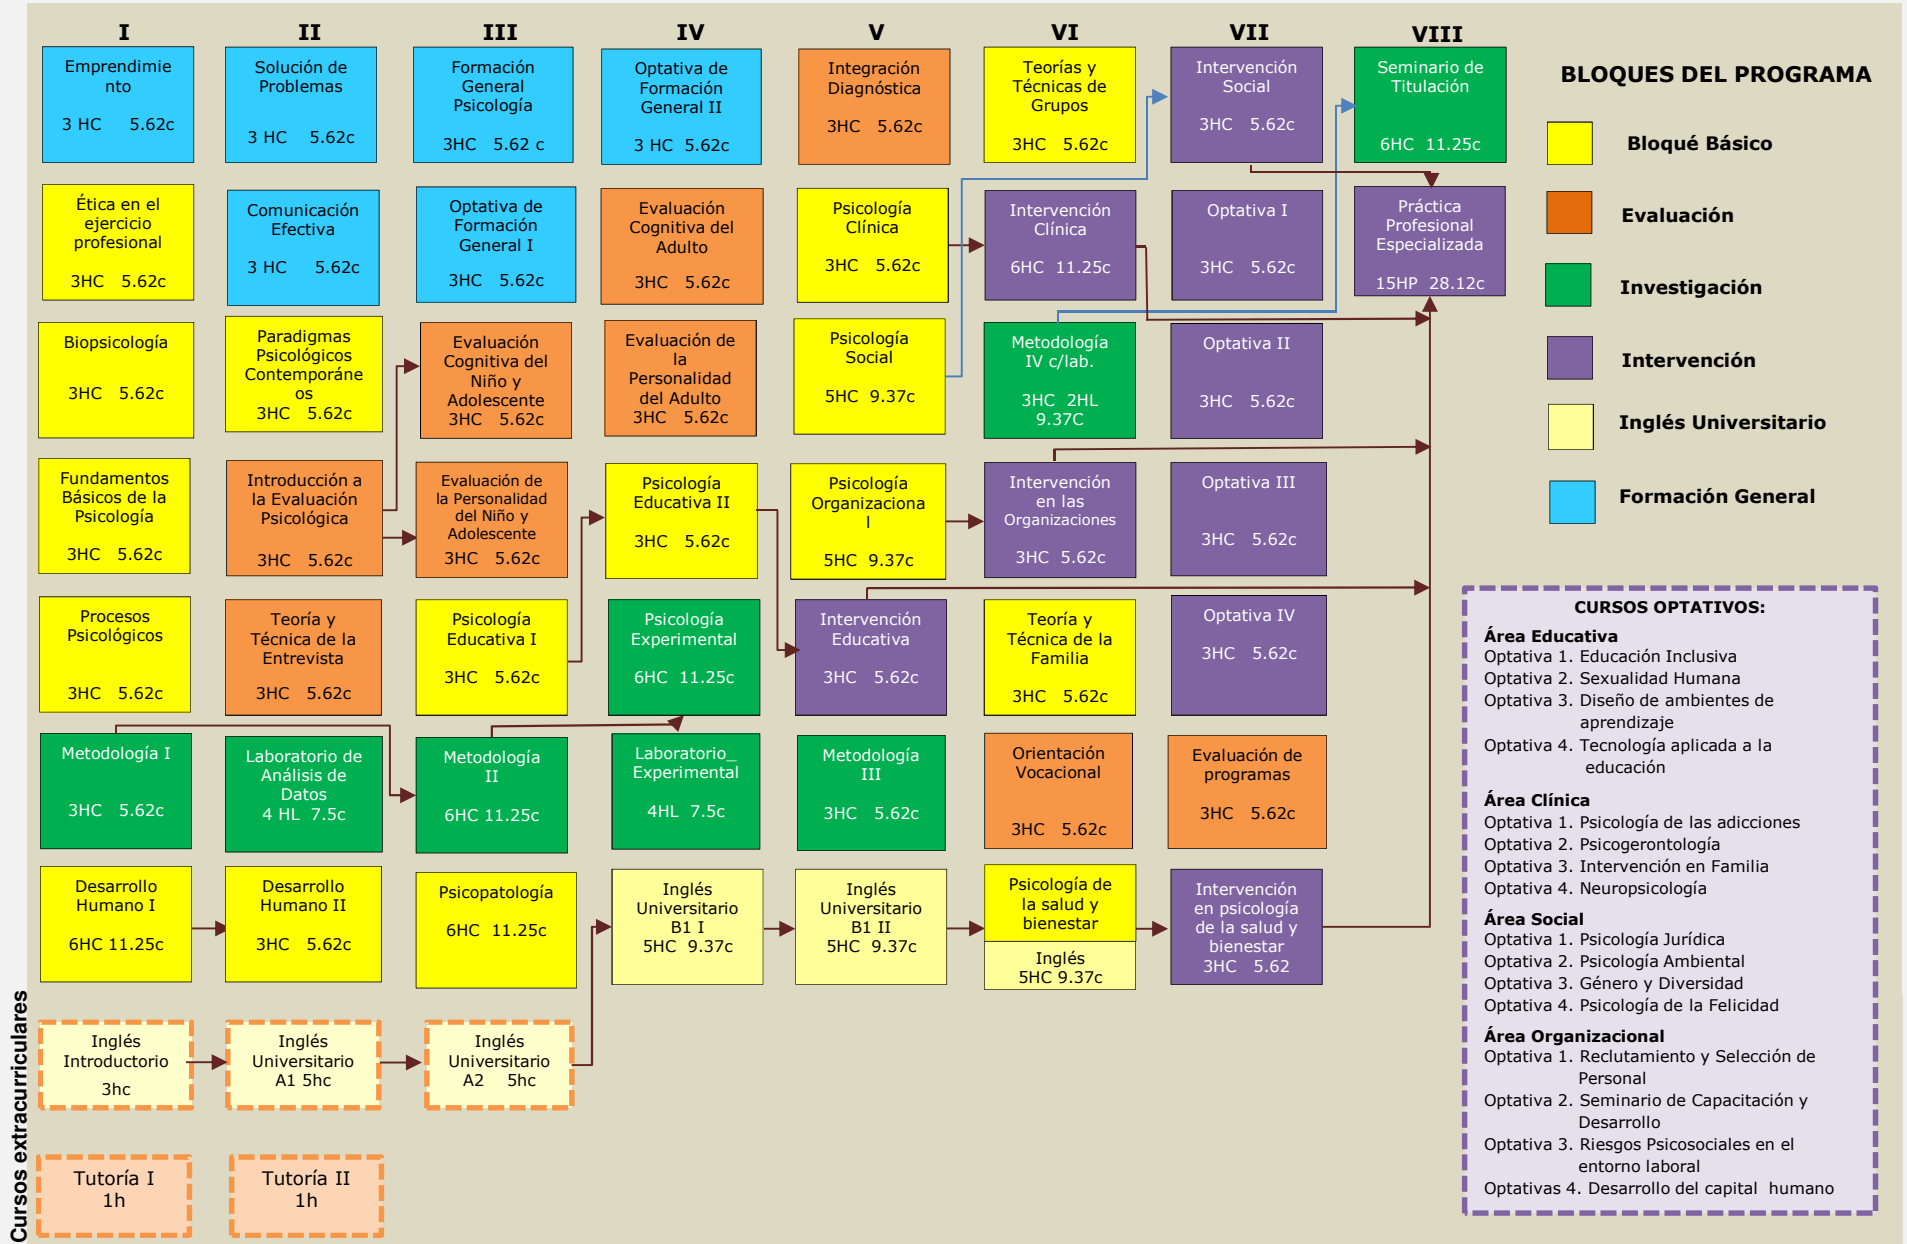 I
II
III
IV
V
VI
VII
VIII
Emprendimie
nto
3 HC 5.62c
Solución de
Problemas
3 HC 5.62c
Formación
General
Psicología
3HC 5.62 c
Optativa de
Formación
General II
3 HC 5.62c
Integración
Diagnóstica
3HC 5.62c
Teorías y
Técnicas de
Grupos
3HC 5.62c
Intervención
Social
3HC 5.62c
Seminario de
Titulación
6HC 11.25c
Ética en el
ejercicio
profesional
3HC 5.62c
Comunicación
Efectiva
3 HC 5.62c
Optativa de
Formación
General I
3HC 5.62c
Evaluación
Cognitiva del
Adulto
3HC 5.62c
Psicología
Clínica
3HC 5.62c
Intervención
Clínica
6HC 11.25c
Optativa I
3HC 5.62c
Práctica
Profesional
Especializada
15HP 28.12c
Biopsicología
3HC 5.62c
Paradigmas
Psicológicos
Contemporáne
os
3HC 5.62c
Evaluación
Cognitiva del
Niño y
Adolescente
3HC 5.62c
Evaluación de
la
Personalidad
del Adulto
3HC 5.62c
Psicología
Social
5HC 9.37c
Metodología
IV c/lab.
3HC 2HL
9.37C
Optativa II
3HC 5.62c
Fundamentos
Básicos de la
Psicología
3HC 5.62c
Introducción a
la Evaluación
Psicológica
3HC 5.62c
Evaluación de
la Personalidad
del Niño y
Adolescente
3HC 5.62c
Psicología
Educativa II
3HC 5.62c
Psicología
Organizaciona
l
5HC 9.37c
Intervención
en las
Organizaciones
3HC 5.62c
Optativa III
3HC 5.62c
Procesos
Psicológicos
3HC 5.62c
Teoría y
Técnica de la
Entrevista
3HC 5.62c
Psicología
Educativa I
3HC 5.62c
Psicología
Experimental
6HC 11.25c
Intervención
Educativa
3HC 5.62c
Teoría y
Técnica de la
Familia
3HC 5.62c
Optativa IV
3HC 5.62c
Metodología I
3HC 5.62c
Laboratorio de
Análisis de
Datos
4 HL 7.5c
Metodología
II
6HC 11.25c
Laboratorio_
Experimental
4HL 7.5c
Metodología
III
3HC 5.62c
Orientación
Vocacional
3HC 5.62c
Evaluación de
programas
3HC 5.62c
Desarrollo
Humano I
6HC 11.25c
Desarrollo
Humano II
3HC 5.62c
Psicopatología
6HC 11.25c
Inglés
Universitario
B1 I
5HC 9.37c
Inglés
Universitario
B1 II
5HC 9.37c
Psicología de
la salud y
bienestar
Inglés
5HC 9.37c
Intervención
en psicología
de la salud y
bienestar
3HC 5.62
Cursos extracurriculares
Inglés
Introductorio
3hc
Inglés
Universitario
A1 5hc
Inglés
Universitario
A2 5hc
Tutoría I
1h
Tutoría II
1h
BLOQUES DEL PROGRAMA
Bloqué Básico
Evaluación
Investigación
Intervención
Inglés Universitario
Formación General
CURSOS OPTATIVOS:
Área Educativa
Optativa 1. Educación Inclusiva
Optativa 2. Sexualidad Humana
Optativa 3. Diseño de ambientes de
aprendizaje
Optativa 4. Tecnología aplicada a la
educación
Área Clínica
Optativa 1. Psicología de las adicciones
Optativa 2. Psicogerontología
Optativa 3. Intervención en Familia
Optativa 4. Neuropsicología
Área Social
Optativa 1. Psicología Jurídica
Optativa 2. Psicología Ambiental
Optativa 3. Género y Diversidad
Optativa 4. Psicología de la Felicidad
Área Organizacional
Optativa 1. Reclutamiento y Selección de
Personal
Optativa 2. Seminario de Capacitación y
Desarrollo
Optativa 3. Riesgos Psicosociales en el
entorno laboral
Optativas 4. Desarrollo del capital humano